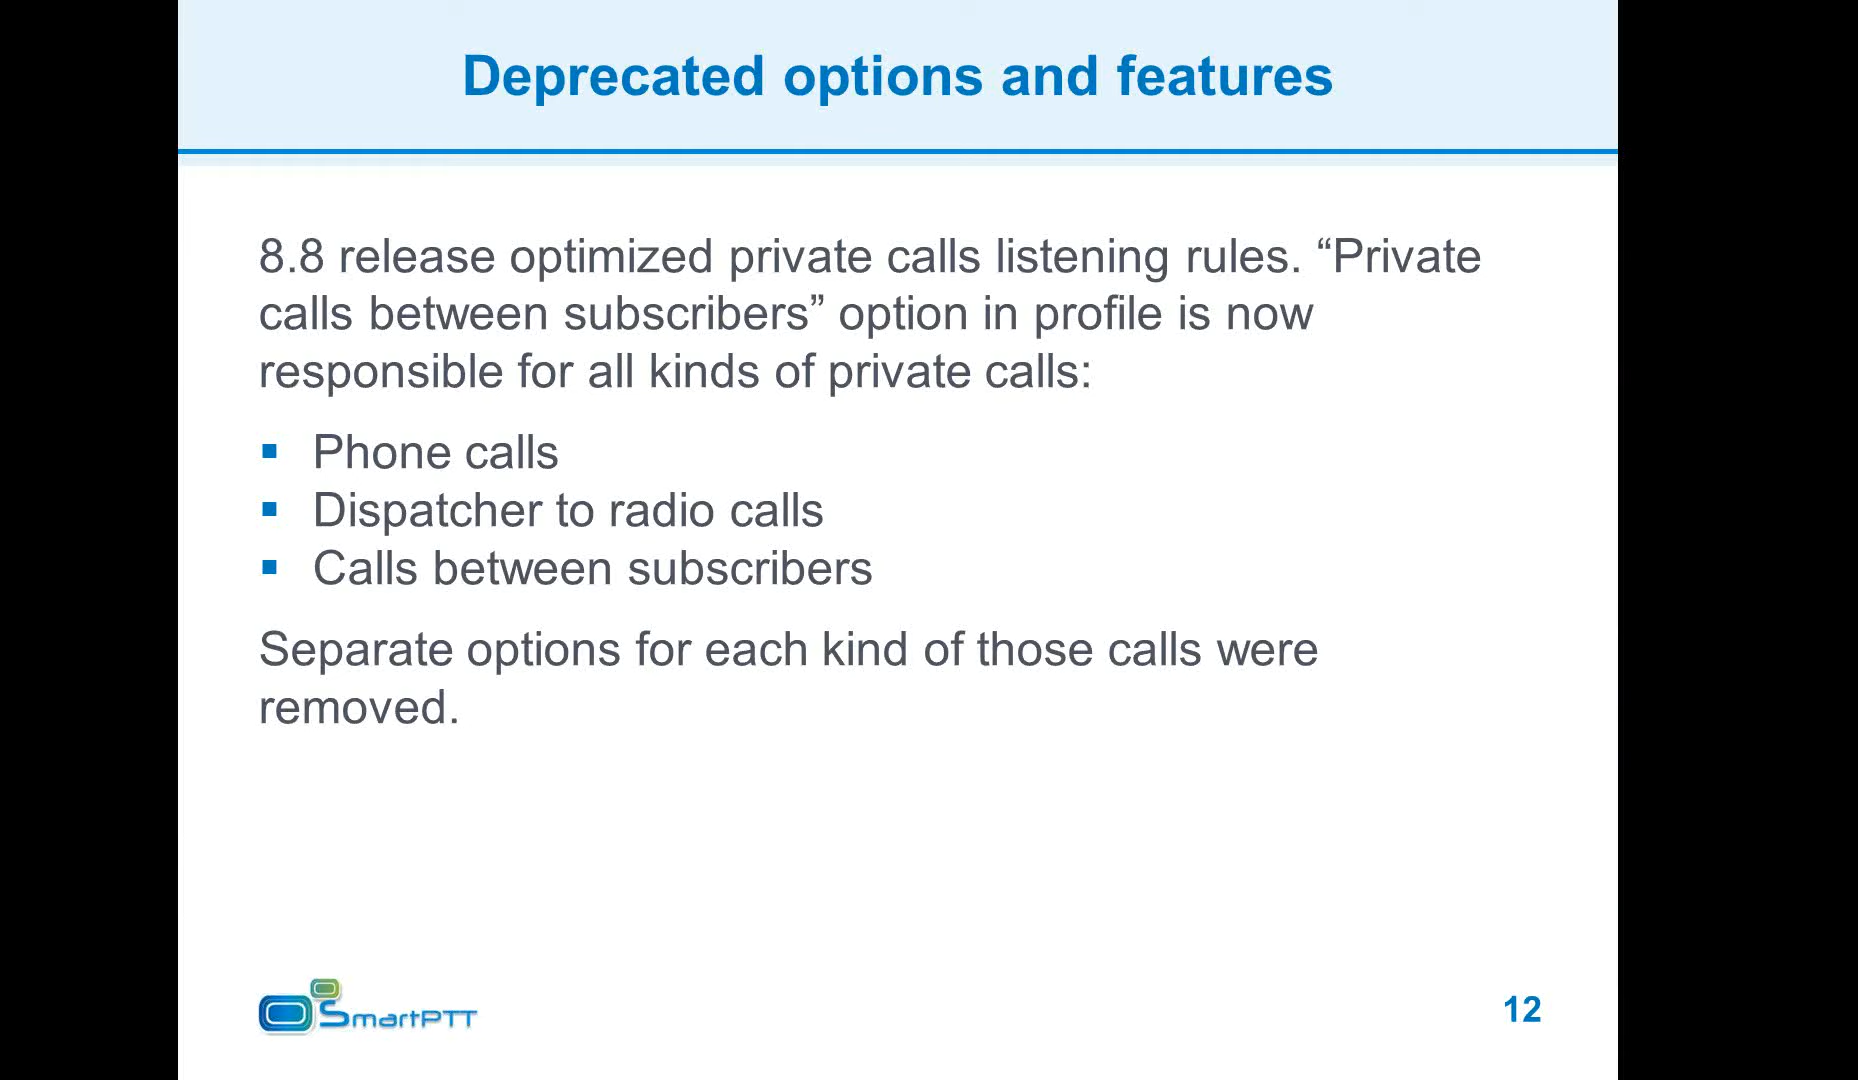 Deprecated options and features
8.8 release optimized private calls listening rules. “Private
calls between subscribers” option in profile is now
responsible for all kinds of private calls:
▪ Phone calls
▪ Dispatcher to radio calls
▪ Calls between subscribers
Separate options for each kind of those calls were
removed.
SmartPTT
12